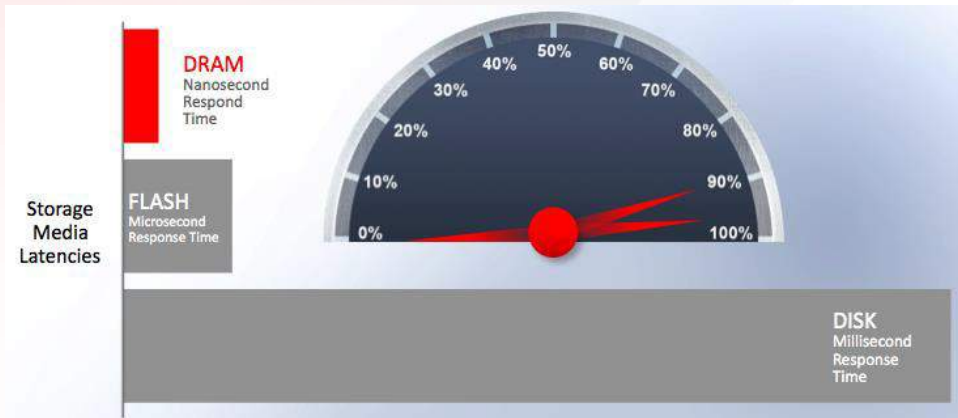 DRAM
Nanosecond
Respond
Time
Storage
Media
Latencies
FLASH
Microsecond
Response Time
0%
10%
20%
30%
40%
50%
60%
70%
80%
90%
100%
DISK
Millisecond
Response
Time